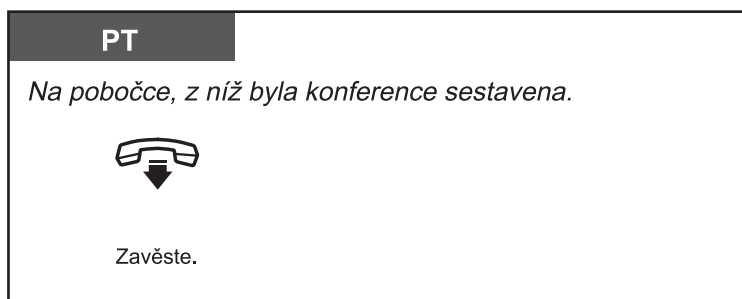 PT
Na pobočce, z níž byla konference sestavena.
Zavěste.